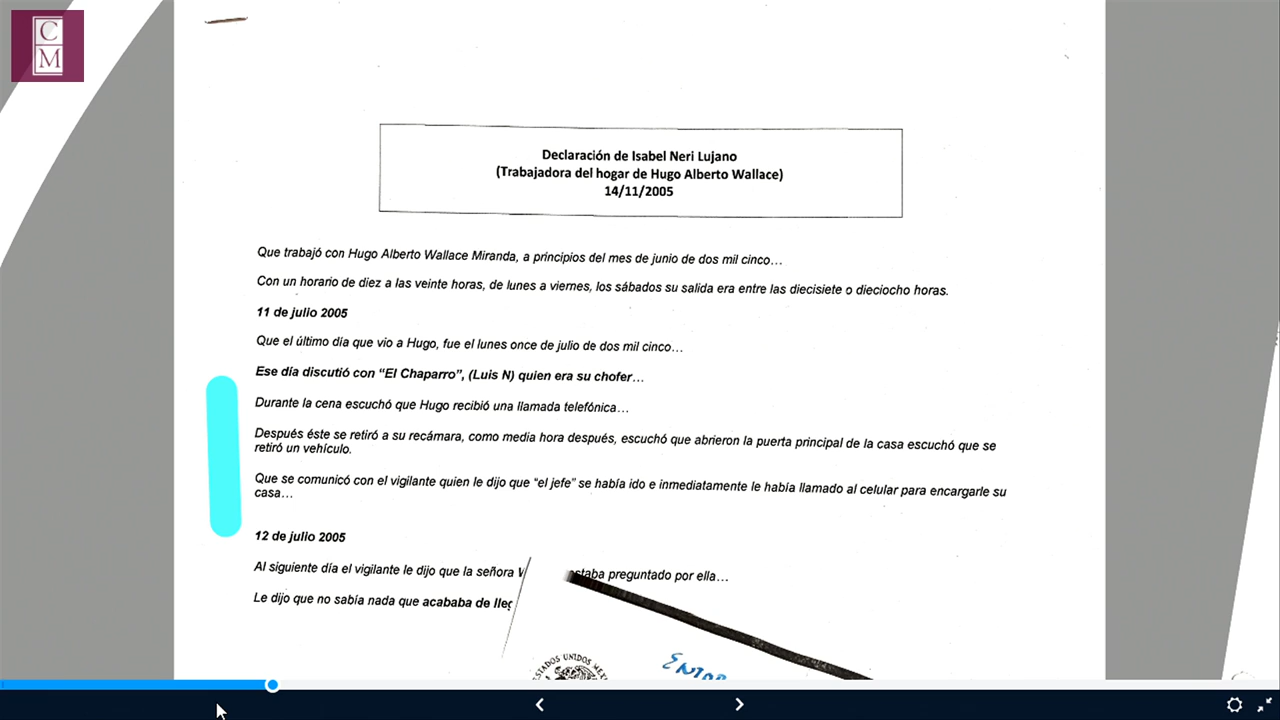 C
M
Declaración de Isabel Neri Lujano
(Trabajadora del hogar de Hugo Alberto Wallace)
14/11/2005
Que trabajó con Hugo Alberto Wallace Miranda, a principios del mes de junio de dos mil cinco…
Con un horario de diez a las veinte horas, de lunes a viernes, los sábados su salida era entre las diecisiete o dieciocho horas.
11 de julio 2005
Que el último día que vio a Hugo, fue el lunes once de julio de dos mil cinco…
Ese día discutió con “El Chaparro”, (Luis N) quien era su chofer…
Durante la cena escuchó que Hugo recibió una llamada telefónica…
Después éste se retiró a su recámara, como media hora después, escuchó que abrieron la puerta principal de la casa escuchó que se
retiró un vehículo.
Que se comunicó con el vigilante quien le dijo que “el jefe” se había ido e inmediatamente le había llamado al celular para encargarle su
casa…
12 de julio 2005
Al siguiente día el vigilante le dijo que la señora preguntado por ella…
Le dijo que no sabía nada que acababa de
ESTADOS UNIDOS